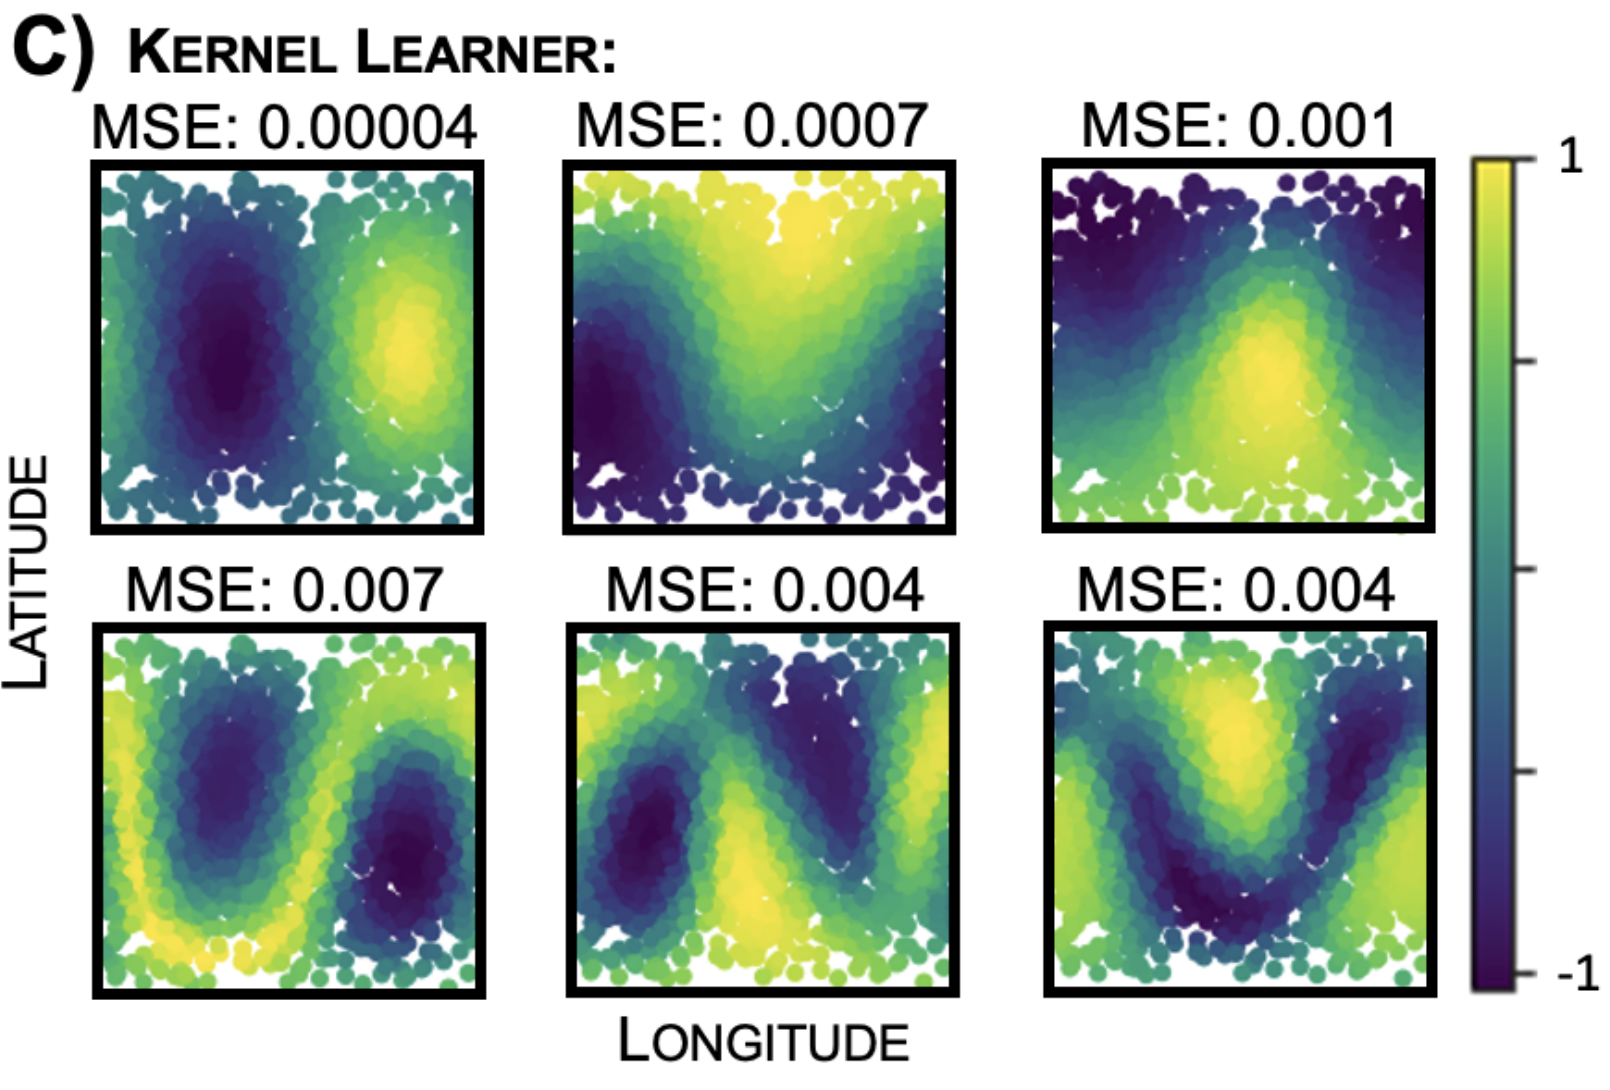 C) KERNEL LEARNER:
MSE: 0.00004
MSE: 0.0007
MSE: 0.001
1
MSE: 0.007
MSE: 0.004
MSE: 0.004
-1
LATITUDE
LONGITUDE